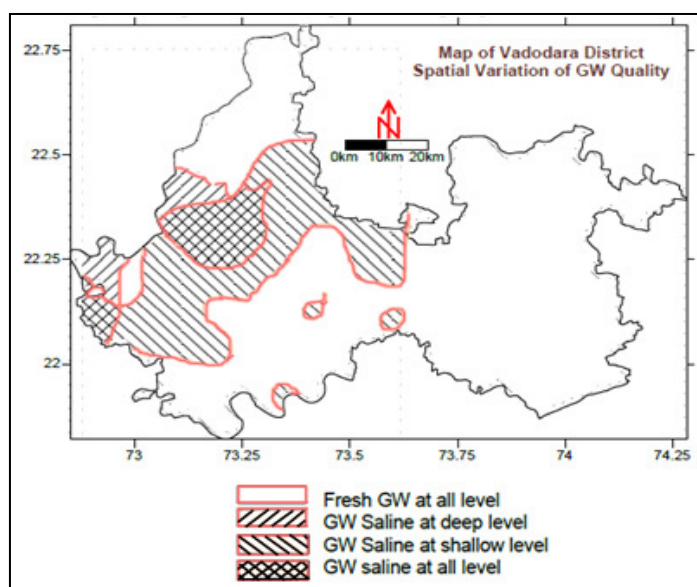 Map of Vadodara District
Spatial Variation of GW Quality
N
0km 10km 20km
22.75
22.5
22.25
22
73 73.25 73.5 73.75 74 74.25
Fresh GW at all level
GW Saline at deep level
GW Saline at shallow level
GW saline at all level